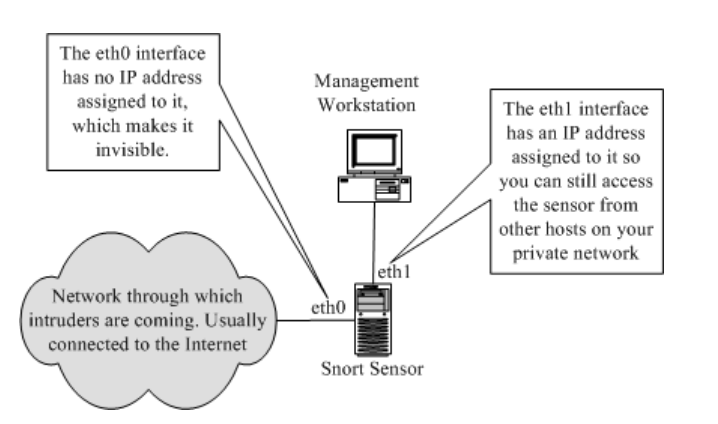 The eth0 interface
has no IP address
assigned to it,
which makes it
invisible.
Management
Workstation
The eth1 interface
has an IP address
assigned to it so
you can still access
the sensor from
other hosts on your
private network
eth1
Network through which
intruders are coming. Usually
connected to the Internet
eth0
Snort Sensor